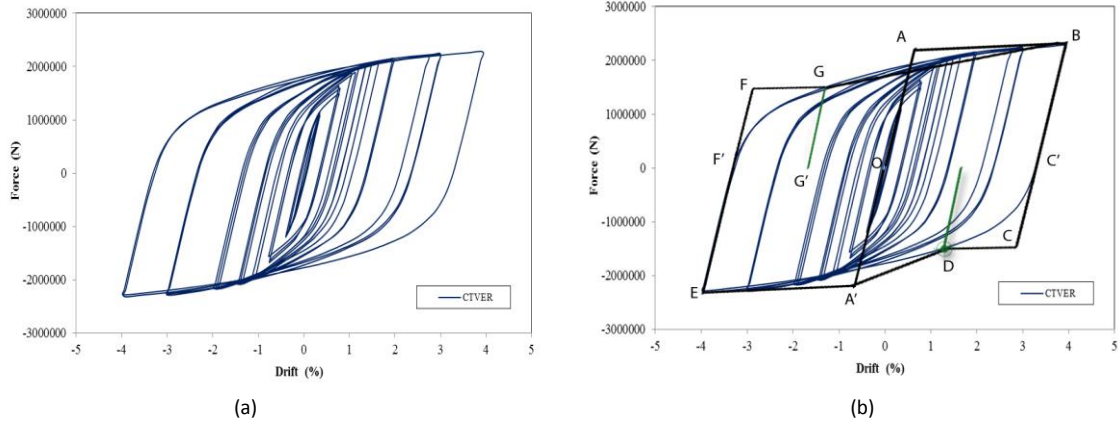 3000000
2000000
1000000
0
-1000000
-2000000
-3000000
Force (N)
-5 -4 -3 -2 -1 0 1 2 3 4 5
Drift (%)
CTVER
(a)
3000000
2000000
1000000
0
-1000000
-2000000
-3000000
Force (N)
-5 -4 -3 -2 -1 0 1 2 3 4 5
Drift (%)
A
B
F
G
F'
G'
O
C'
C
D
E
A'
CTVER
(b)